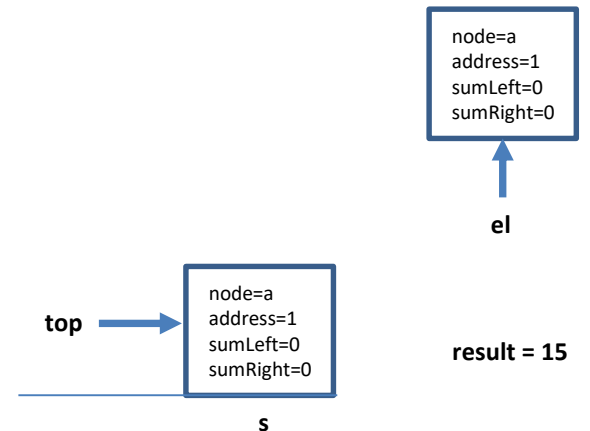 node=a
address=1
sumLeft=0
sumRight=0
el
top
node=a
address=1
sumLeft=0
sumRight=0
result = 15
s